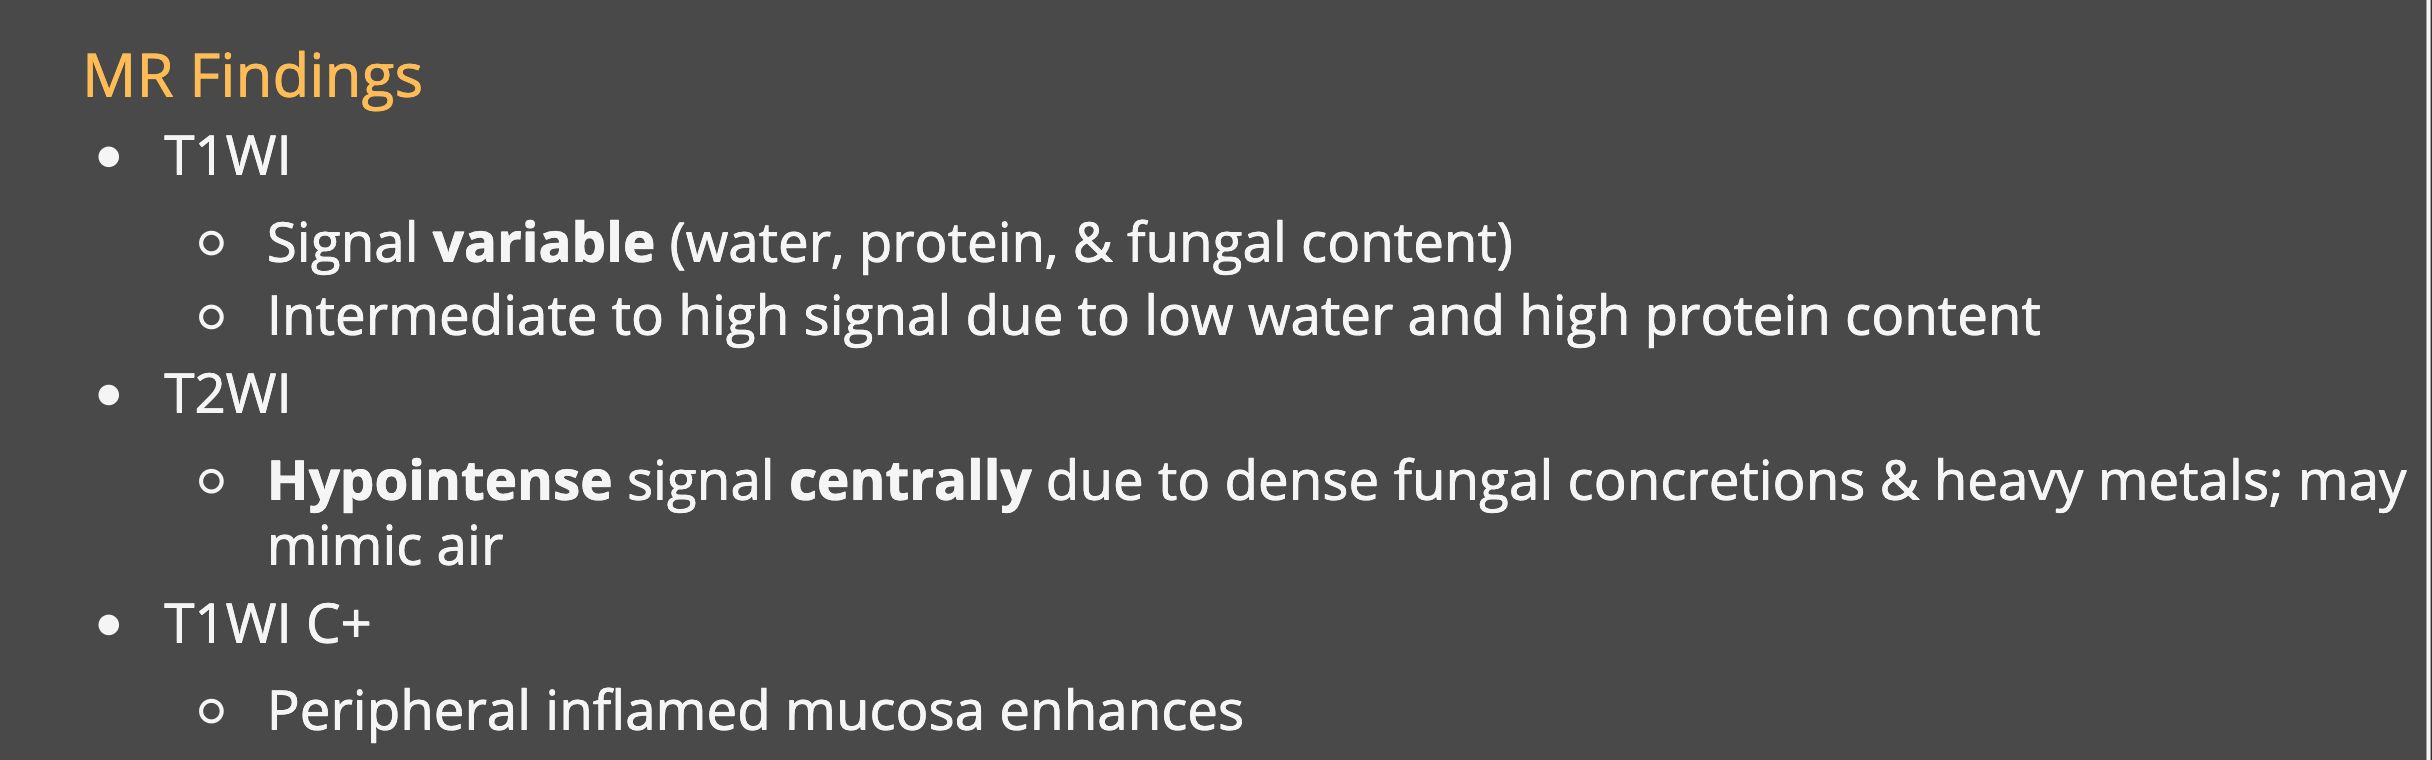 MR Findings
• T1WI
○ Signal variable (water, protein, & fungal content)
○ Intermediate to high signal due to low water and high protein content
• T2WI
○ Hypointense signal centrally due to dense fungal concretions & heavy metals; may
mimic air
• T1WI C+
○ Peripheral inflamed mucosa enhances